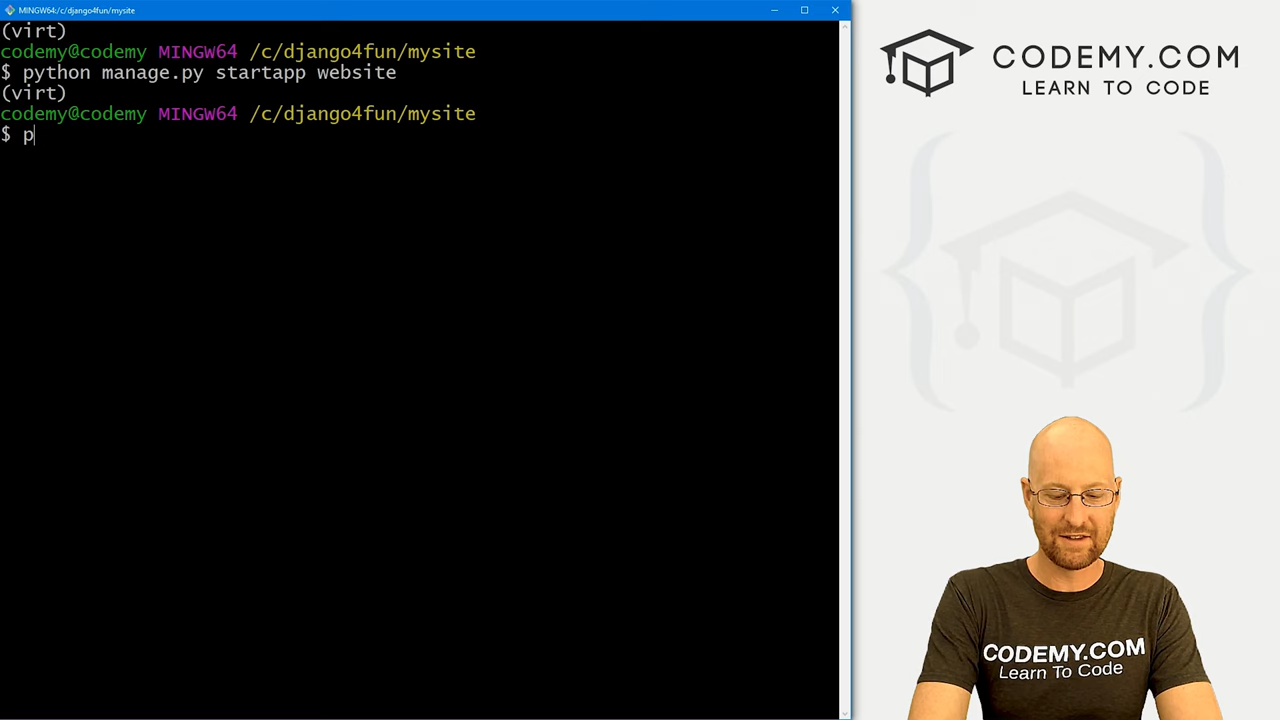 MINGW64:/c/django4fun/mysite
(virt)
codemy@codemy MINGW64 /c/django4fun/mysite
$ python manage.py startapp website
(virt)
codemy@codemy MINGW64 /c/django4fun/mysite
$ p
CODEMY.COM
LEARN TO CODE
CODEMY.COM
Learn To Code